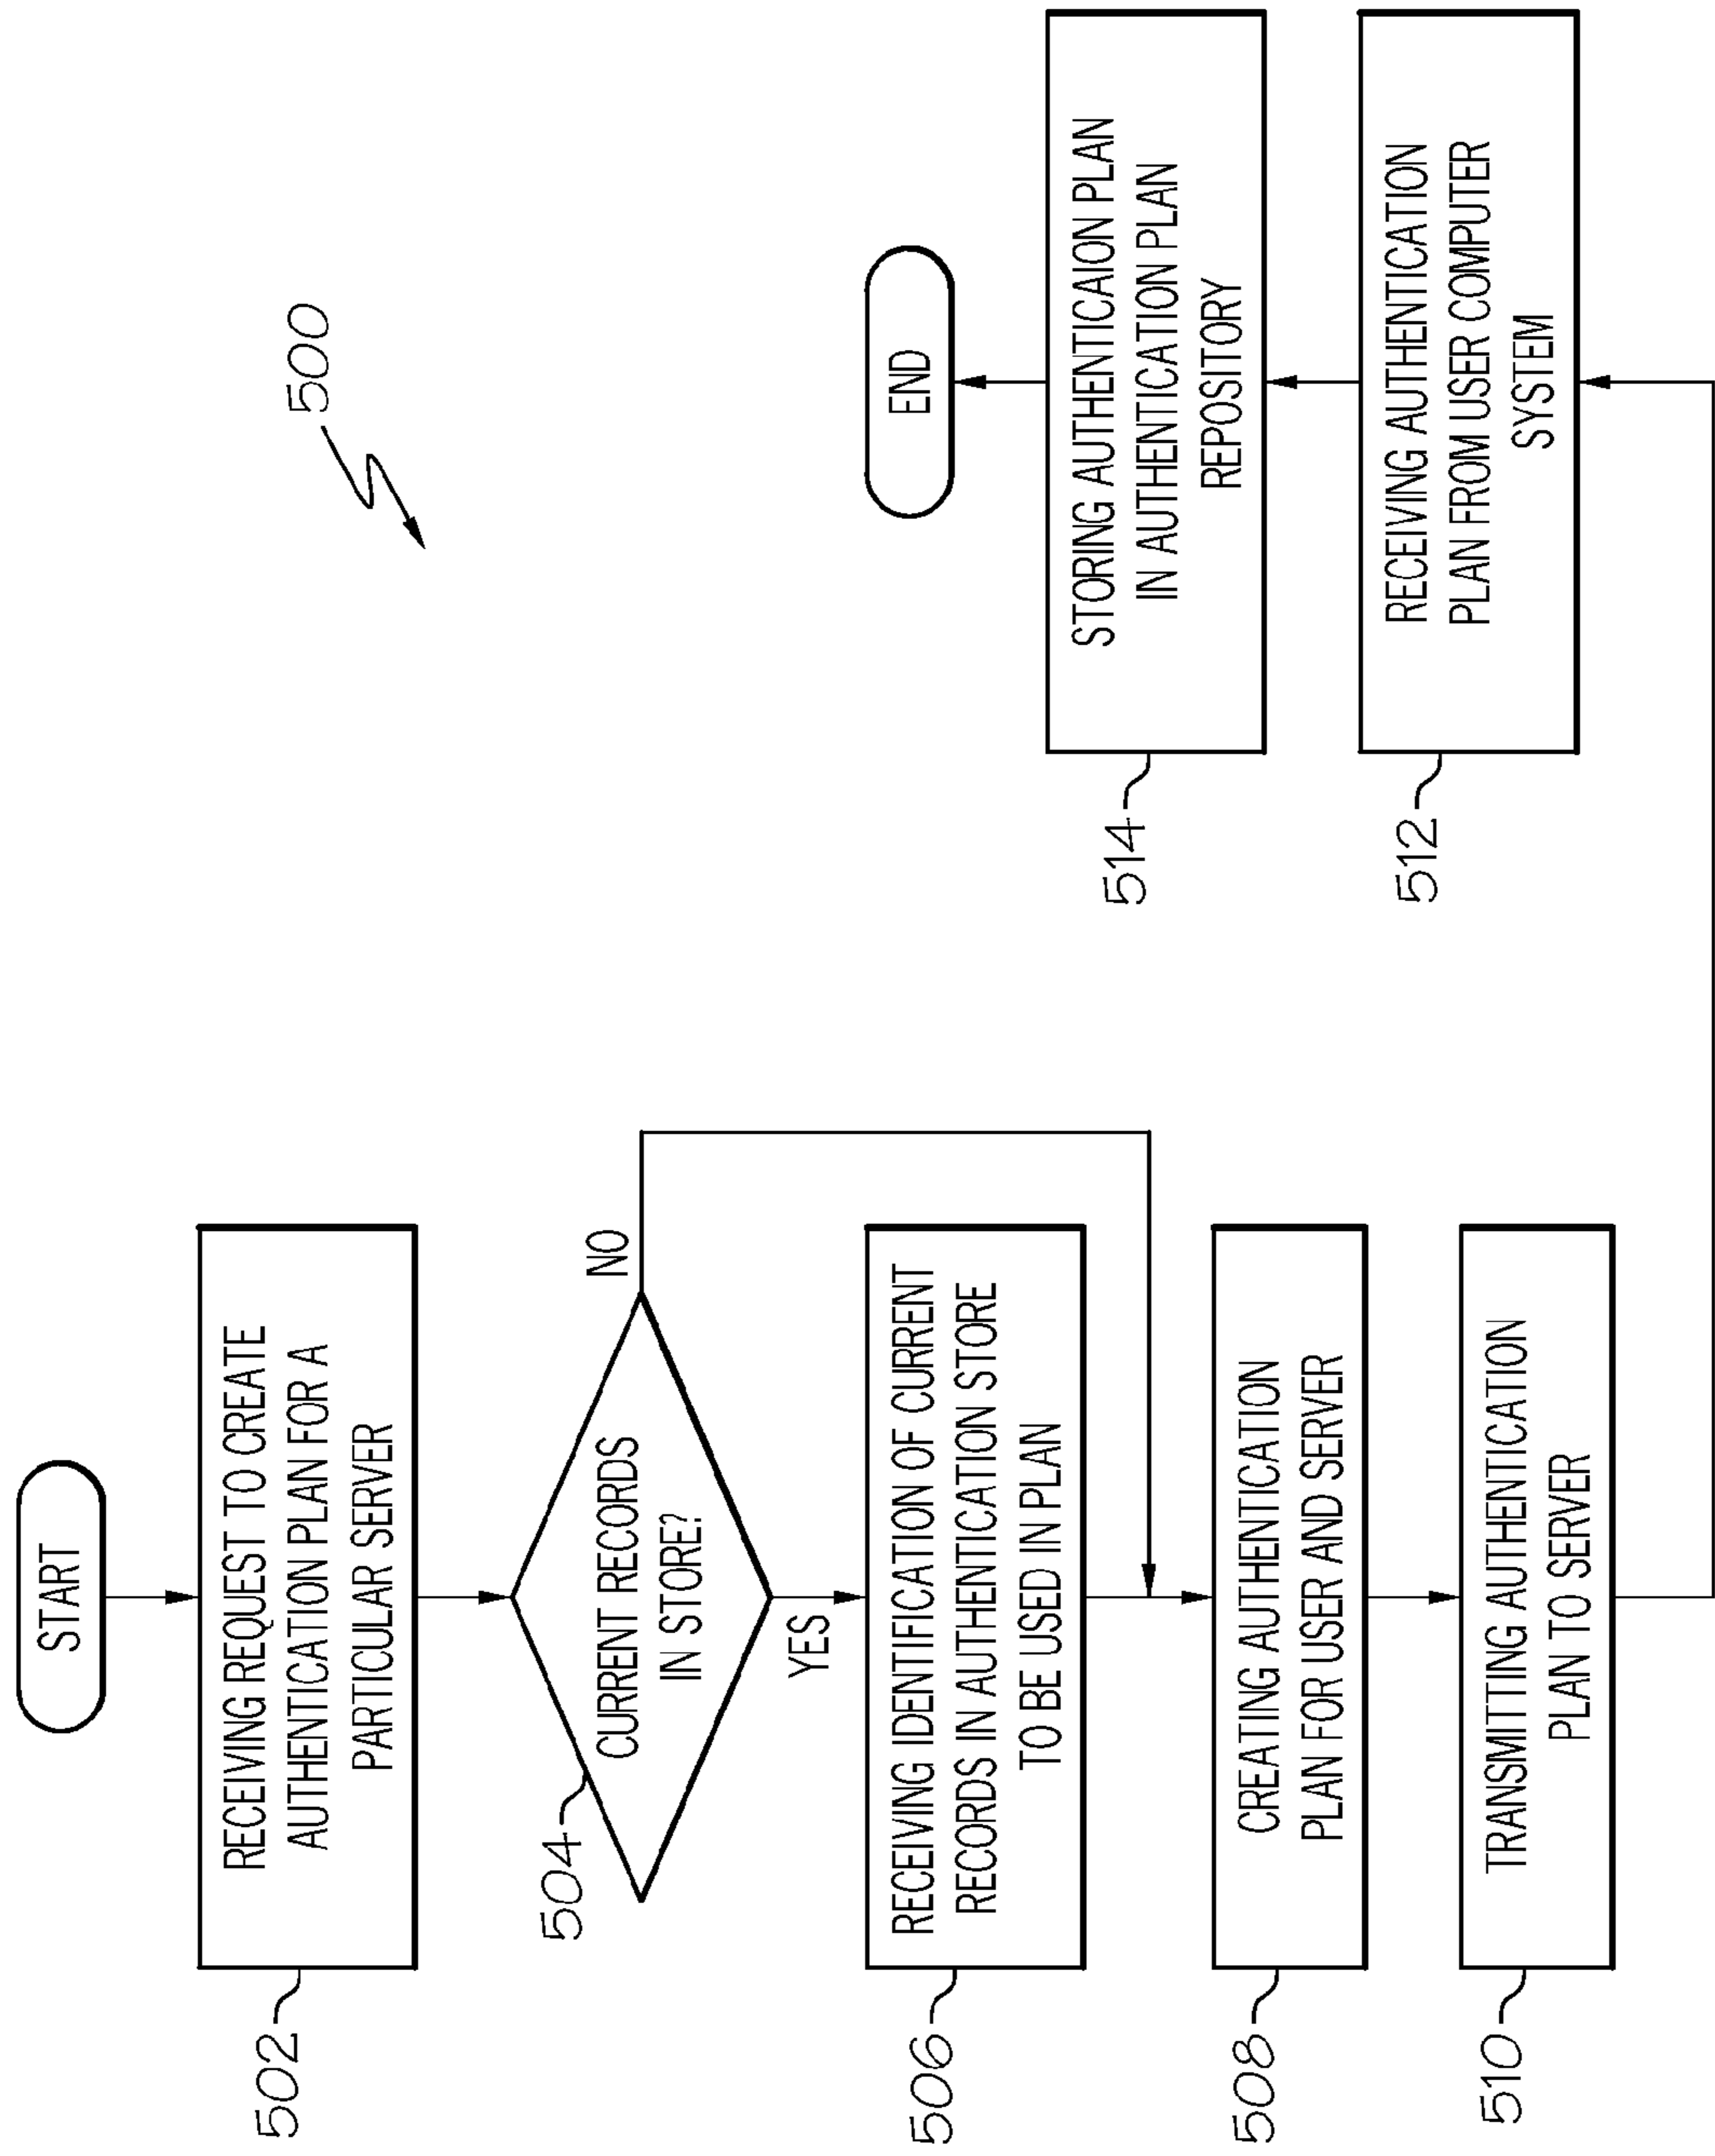 500
START
502
RECEIVING REQUEST TO CREATE
AUTHENTICATION PLAN FOR A
PARTICULAR SERVER
504
CURRENT RECORDS
IN STORE?
NO
YES
506
RECEIVING IDENTIFICATION OF CURRENT
RECORDS IN AUTHENTICATION STORE
TO BE USED IN PLAN
508
CREATING AUTHENTICATION
PLAN FOR USER AND SERVER
510
TRANSMITTING AUTHENTICATION
PLAN TO SERVER
512
RECEIVING AUTHENTICATION
PLAN FROM USER COMPUTER
SYSTEM
514
STORING AUTHENTICAION PLAN
IN AUTHENTICATION PLAN
REPOSITORY
END